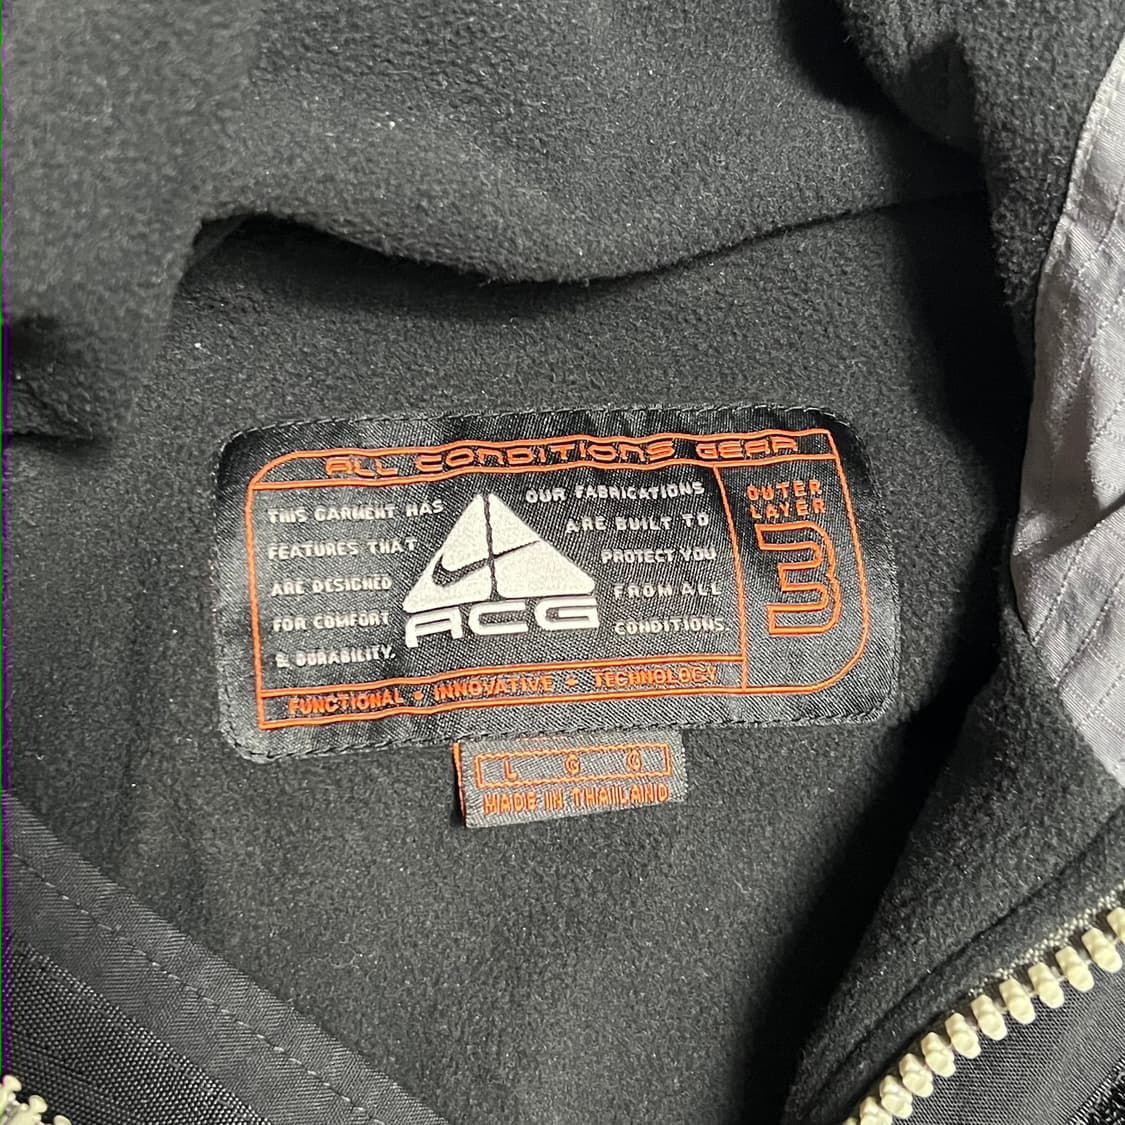 ALL CONDITIONS GEAR
THIS GARMENT HAS
FEATURES THAT
ARE DESIGNED
FOR COMFORT
& DURABILITY.
ACG
OUR FABRICATIONS
ARE BUILT TO
PROTECT YOU
FROM ALL
CONDITIONS
OUTER
LAYER
3
FUNCTIONAL • INNOVATIVE • TECHNOLOGY
L G G
MADE IN THAILAND